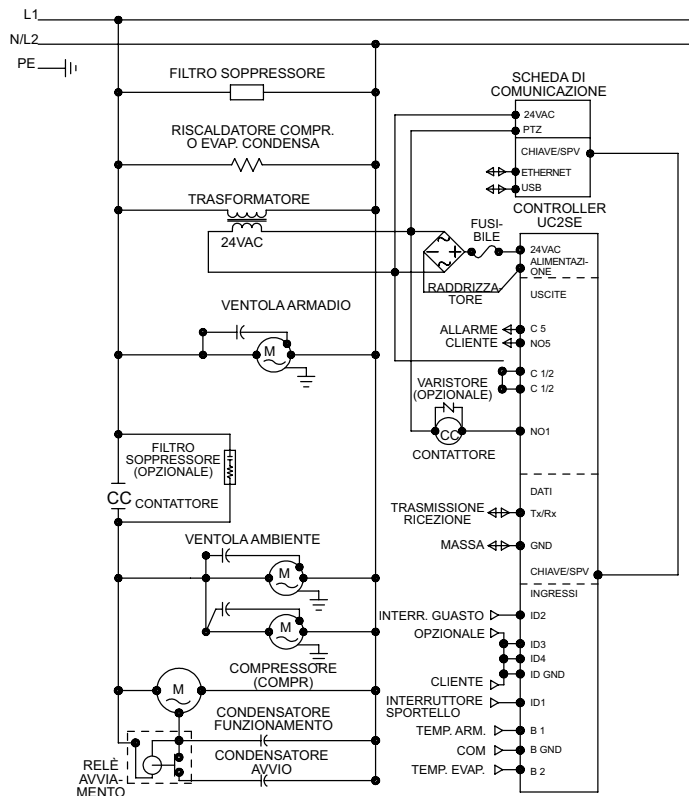 L1
N/L2
PE
FILTRO SOPPRESSORE
RISCALDATORE COMPR.
O EVAP. CONDENSA
TRASFORMATORE
24VAC
SCHEDA DI
COMUNICAZIONE
24VAC
PTZ
CHIAVE/SPV
ETHERNET
USB
CONTROLLER
UC2SE
FUSI-
BILE
RADDRIZZA-
TORE
24VAC
ALIMENTAZI-
ONE
USCITE
VENTOLA ARMADIO
M
ALLARME
CLIENTE
C 5
NO5
C 1/2
C 1/2
VARISTORE
(OPZIONALE)
CC
CONTATTORE
NO1
FILTRO
SOPPRESSORE
(OPZIONALE)
CC
CONTATTORE
DATI
TRASMISSIONE
RICEZIONE
Tx/Rx
MASSA
GND
CHIAVE/SPV
VENTOLA AMBIENTE
M
M
INGRESSI
INTERR. GUASTO
ID2
OPZIONALE
ID3
ID4
ID GND
CLIENTE
INTERRUTTORE
SPORTELLO
ID1
TEMP. ARM.
B 1
COM
B GND
TEMP. EVAP.
B 2
COMPRESSORE
(COMPR)
M
CONDENSATORE
FUNZIONAMENTO
CONDENSATORE
AVVIO
RELÈ
AVVIA-
MENTO